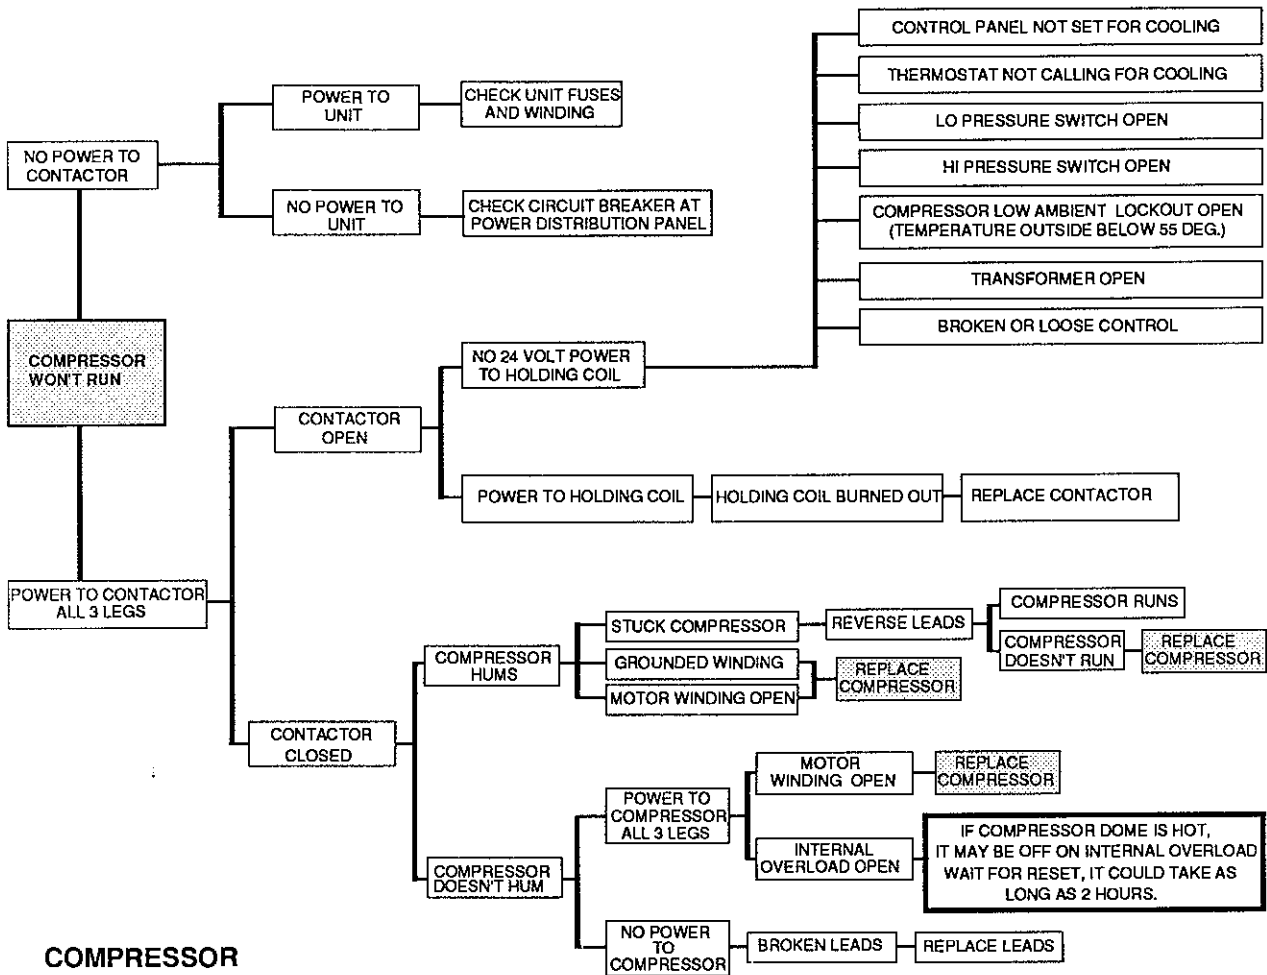 CONTROL PANEL NOT SET FOR COOLING
THERMOSTAT NOT CALLING FOR COOLING
LO PRESSURE SWITCH OPEN
HI PRESSURE SWITCH OPEN
COMPRESSOR LOW AMBIENT LOCKOUT OPEN
(TEMPERATURE OUTSIDE BELOW 55 DEG.)
TRANSFORMER OPEN
BROKEN OR LOOSE CONTROL
POWER TO
UNIT
CHECK UNIT FUSES
AND WINDING
NO POWER TO
CONTACTOR
NO POWER TO
UNIT
CHECK CIRCUIT BREAKER AT
POWER DISTRIBUTION PANEL
COMPRESSOR
WON'T RUN
NO 24 VOLT POWER
TO HOLDING COIL
CONTACTOR
OPEN
POWER TO HOLDING COIL
HOLDING COIL BURNED OUT
REPLACE CONTACTOR
POWER TO CONTACTOR
ALL 3 LEGS
COMPRESSOR
HUMS
STUCK COMPRESSOR
REVERSE LEADS
COMPRESSOR RUNS
COMPRESSOR
DOESN'T RUN
REPLACE
COMPRESSOR
GROUNDED WINDING
MOTOR WINDING OPEN
REPLACE
COMPRESSOR
CONTACTOR
CLOSED
MOTOR
WINDING OPEN
REPLACE
COMPRESSOR
POWER TO
COMPRESSOR
ALL 3 LEGS
INTERNAL
OVERLOAD OPEN
IF COMPRESSOR DOME IS HOT,
IT MAY BE OFF ON INTERNAL OVERLOAD
WAIT FOR RESET, IT COULD TAKE AS
LONG AS 2 HOURS.
COMPRESSOR
DOESN'T HUM
NO POWER
TO
COMPRESSOR
BROKEN LEADS
REPLACE LEADS
COMPRESSOR